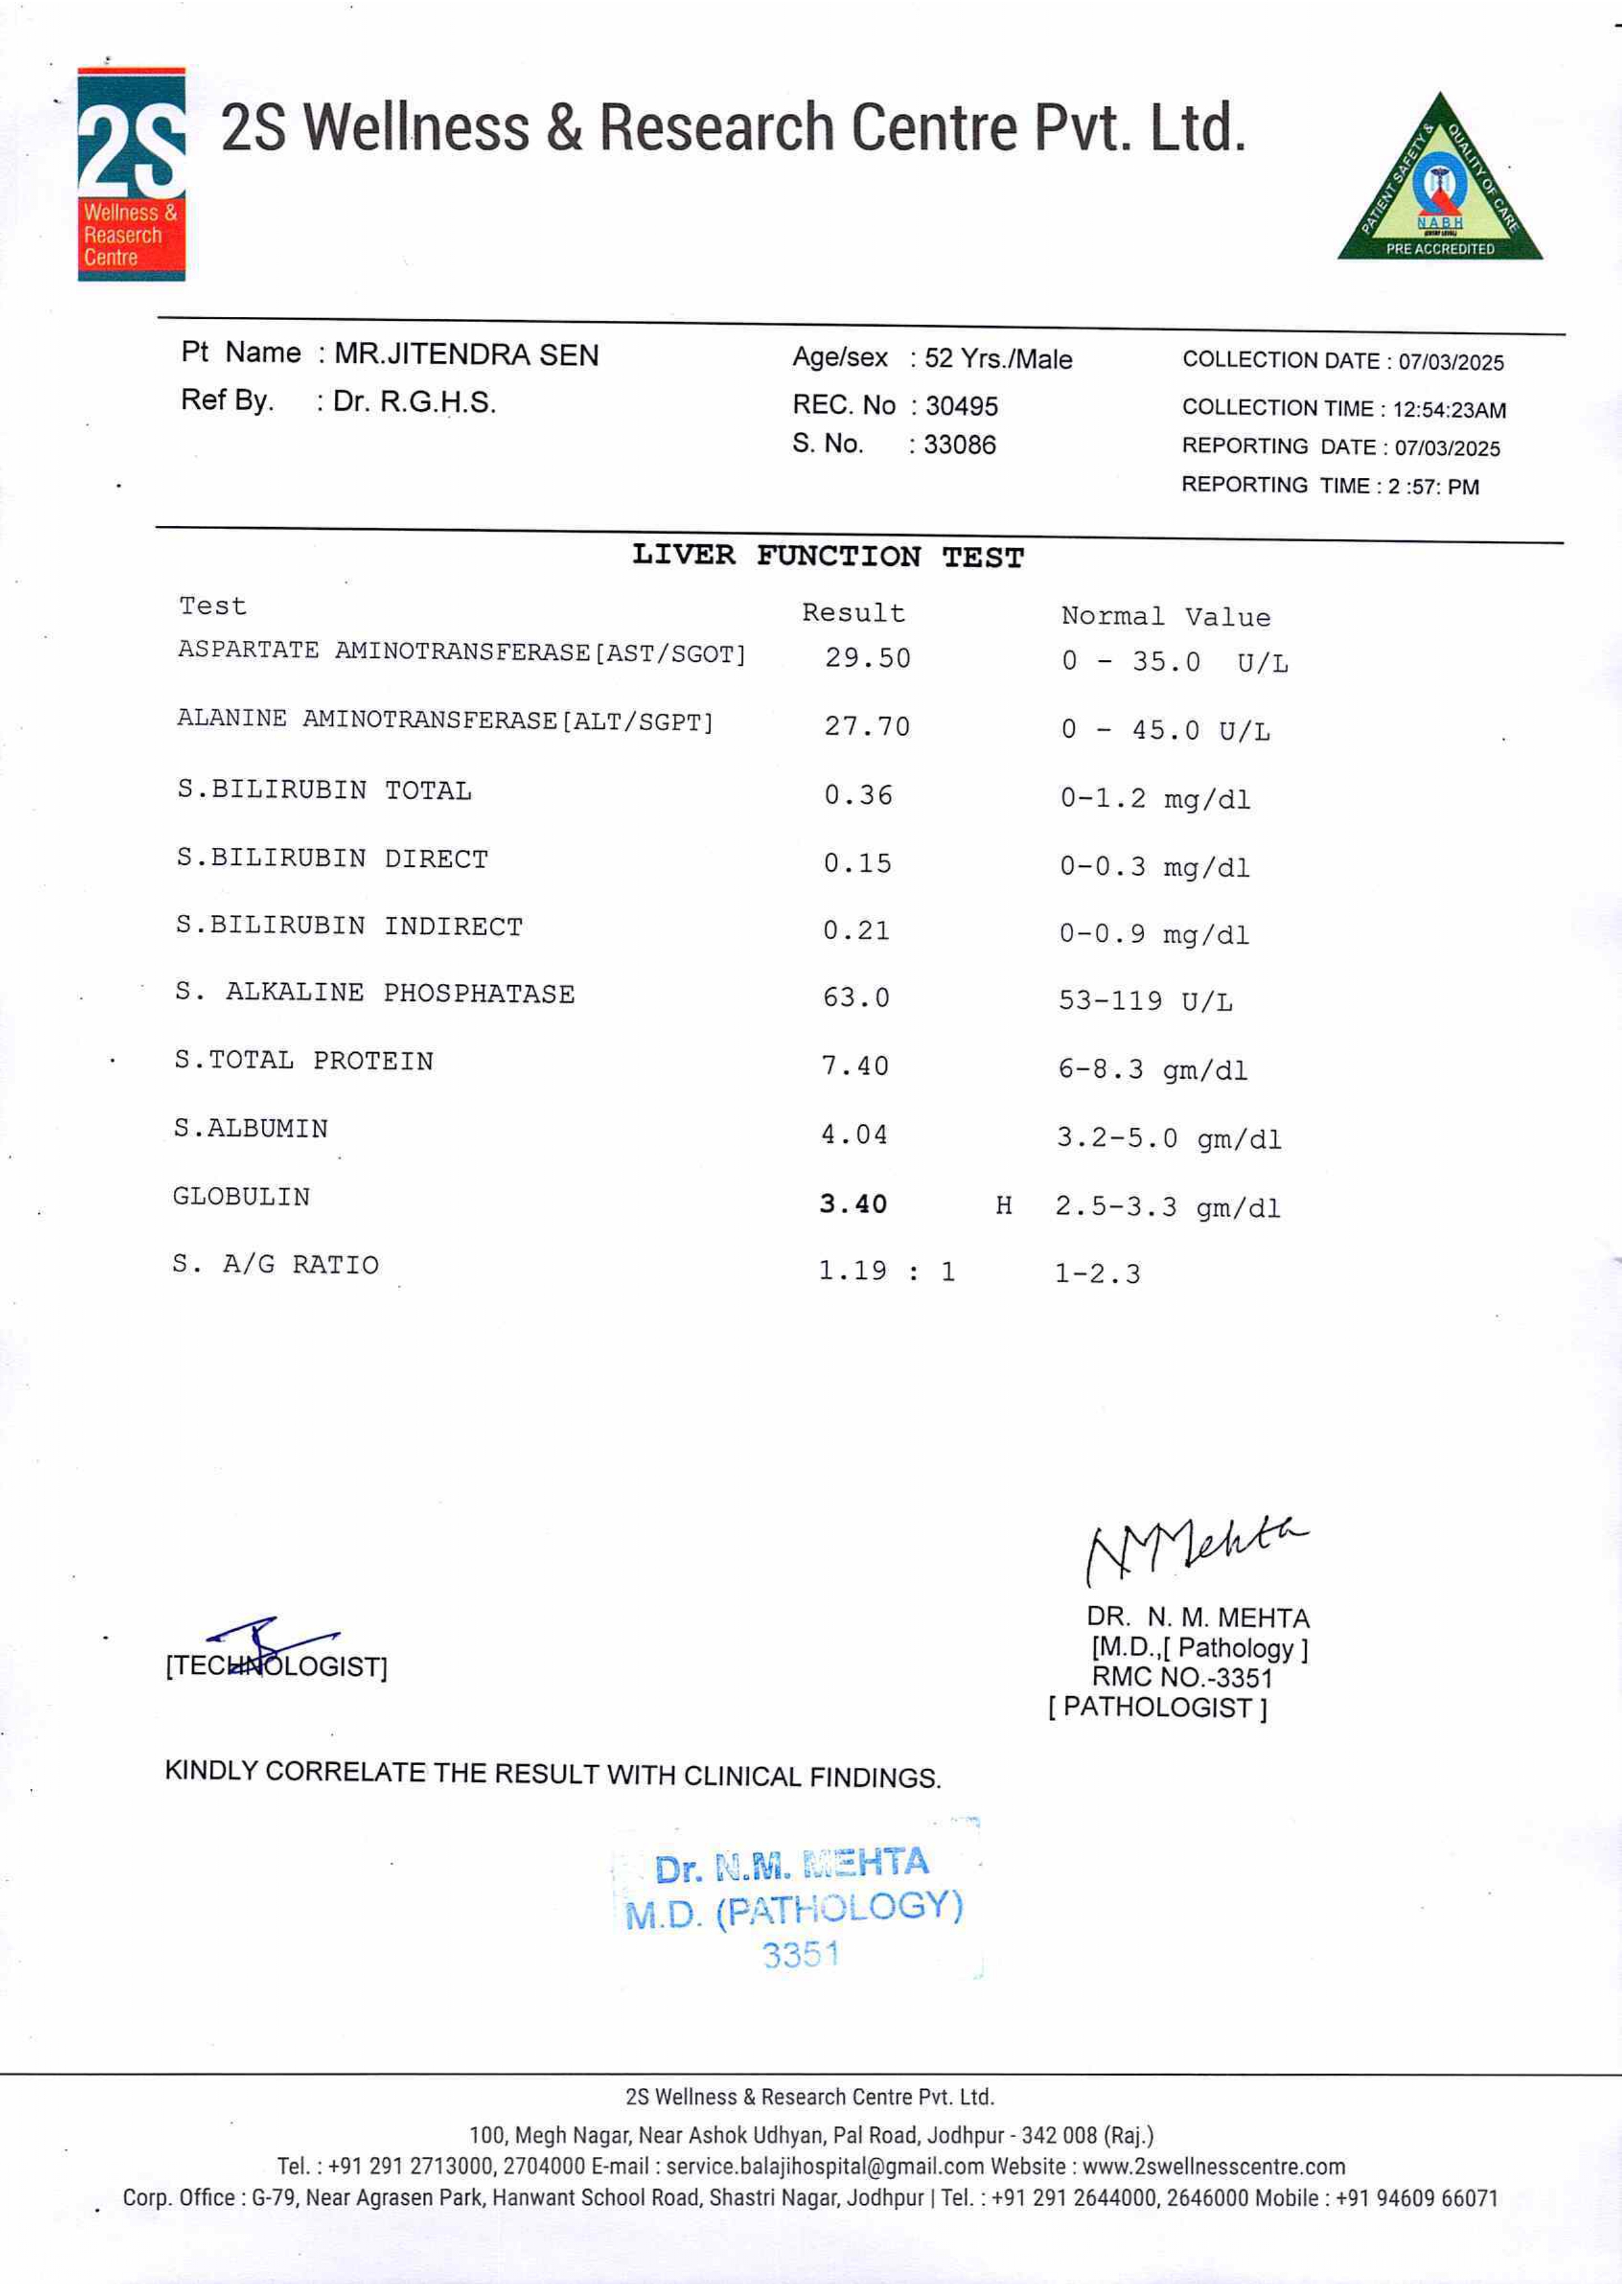 2S Wellness & Reaserch Centre
2S Wellness & Research Centre Pvt. Ltd.
PATIENT SAFETY & QUALITY OF CARE
NABH
(ENTRY LEVEL)
PRE ACCREDITED
Pt Name : MR.JITENDRA SEN Age/sex : 52 Yrs./Male COLLECTION DATE : 07/03/2025
Ref By. : Dr. R.G.H.S. REC. No : 30495 COLLECTION TIME : 12:54:23AM
S. No. : 33086 REPORTING DATE : 07/03/2025
REPORTING TIME : 2 :57: PM
LIVER FUNCTION TEST
Test Result Normal Value
ASPARTATE AMINOTRANSFERASE[AST/SGOT] 29.50 0 - 35.0 U/L
ALANINE AMINOTRANSFERASE[ALT/SGPT] 27.70 0 - 45.0 U/L
S.BILIRUBIN TOTAL 0.36 0-1.2 mg/dl
S.BILIRUBIN DIRECT 0.15 0-0.3 mg/dl
S.BILIRUBIN INDIRECT 0.21 0-0.9 mg/dl
S. ALKALINE PHOSPHATASE 63.0 53-119 U/L
S.TOTAL PROTEIN 7.40 6-8.3 gm/dl
S.ALBUMIN 4.04 3.2-5.0 gm/dl
GLOBULIN 3.40 H 2.5-3.3 gm/dl
S. A/G RATIO 1.19 : 1 1-2.3
NMMehta
DR. N. M. MEHTA
[M.D.,[ Pathology ]
[TECHNOLOGIST] RMC NO.-3351
[ PATHOLOGIST ]
KINDLY CORRELATE THE RESULT WITH CLINICAL FINDINGS.
Dr. N.M. MEHTA
M.D. (PATHOLOGY)
3351
2S Wellness & Research Centre Pvt. Ltd.
100, Megh Nagar, Near Ashok Udhyan, Pal Road, Jodhpur - 342 008 (Raj.)
Tel. : +91 291 2713000, 2704000 E-mail : service.balajihospital@gmail.com Website : www.2swellnesscentre.com
Corp. Office : G-79, Near Agrasen Park, Hanwant School Road, Shastri Nagar, Jodhpur | Tel. : +91 291 2644000, 2646000 Mobile : +91 94609 66071